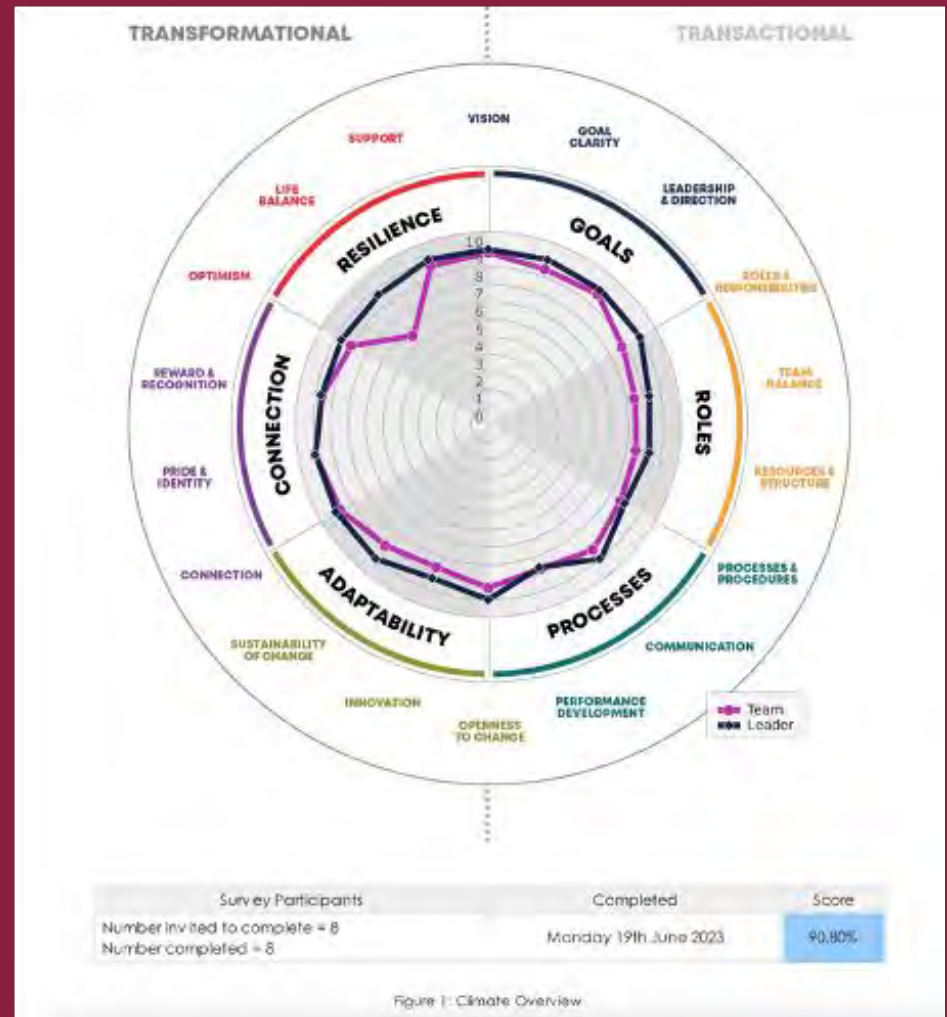 TRANSFORMATIONAL
TRANSACTIONAL
VISION
GOAL
CLARITY
LEADERSHIP
& DIRECTION
ROLES &
RESPONSIBILITIES
TEAM
BALANCE
RESOURCES &
STRUCTURE
PROCESSES &
PROCEDURES
COMMUNICATION
PERFORMANCE
DEVELOPMENT
OPENNESS
TO CHANGE
INNOVATION
SUSTAINABILITY
OF CHANGE
CONNECTION
PRIDE &
IDENTITY
REWARD &
RECOGNITION
OPTIMISM
LIFE
BALANCE
SUPPORT
RESILIENCE
GOALS
ROLES
PROCESSES
ADAPTABILITY
CONNECTION
10
9
8
7
6
5
4
3
2
1
0
Team
Leader
Survey Participants Completed Score
Number invited to complete = 8
Number completed = 8
Monday 19th June 2023 90.80%
Figure 1: Climate Overview